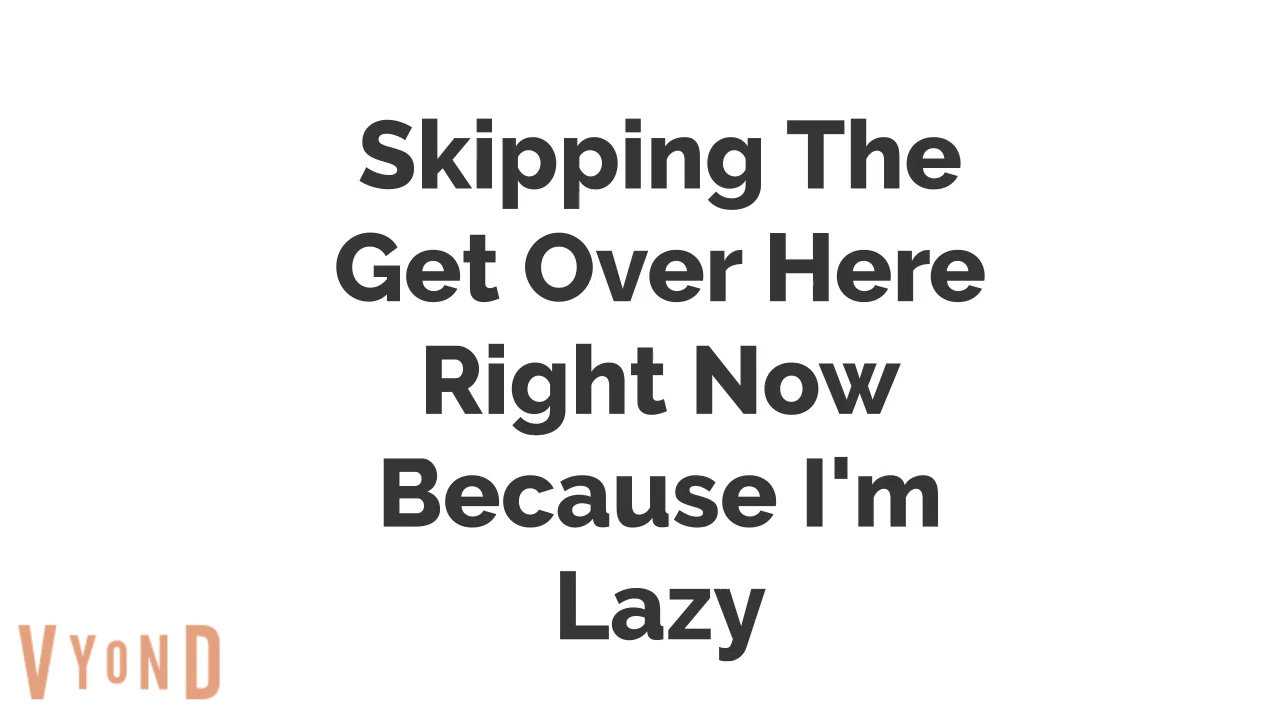 Skipping The
Get Over Here
Right Now
Because I'm
Lazy
VYOND